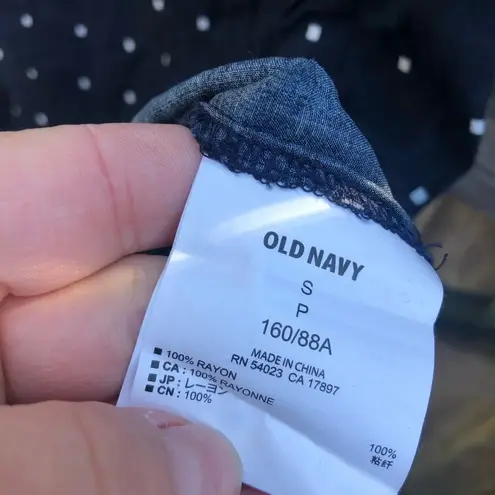 OLD NAVY
S
P
160/88A
MADE IN CHINA
RN 54023 CA 17897
100% RAYON
CA : 100% RAYONNE
JP : レーヨン
CN : 100%
100%
粘纤